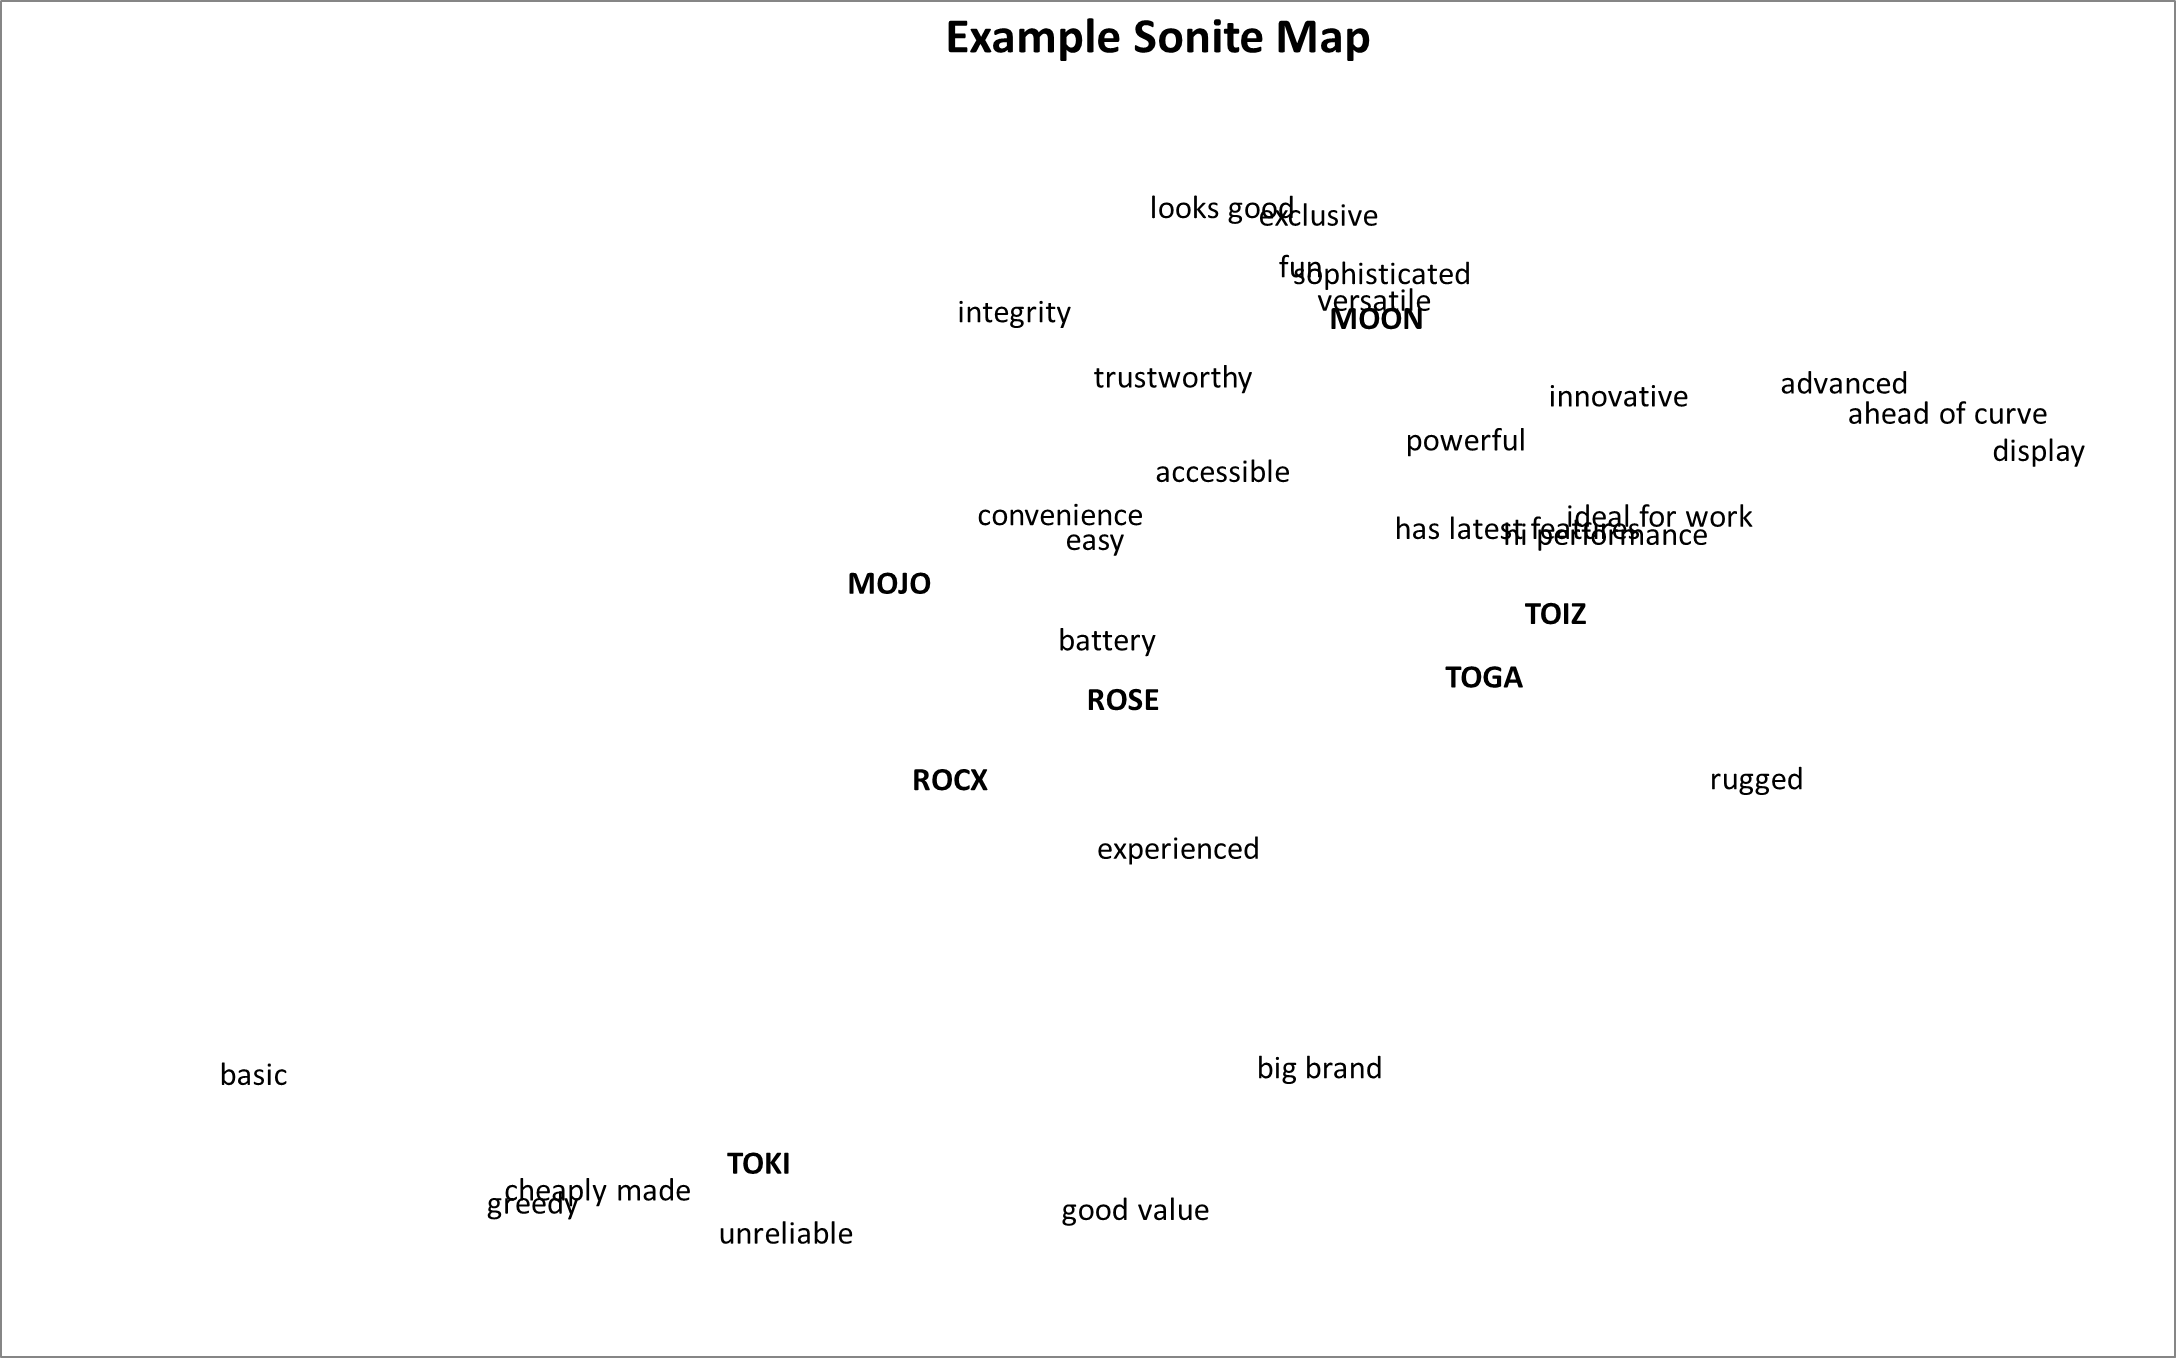 Example Sonite Map
looks good
exclusive
fun
sophisticated
versatile
integrity
MOON
trustworthy
advanced
innovative
ahead of curve
powerful
display
accessible
convenience
ideal for work
has latest features
hi performance
easy
MOJO
TOIZ
battery
TOGA
ROSE
ROCX
rugged
experienced
big brand
basic
TOKI
cheaply made
greedy
good value
unreliable